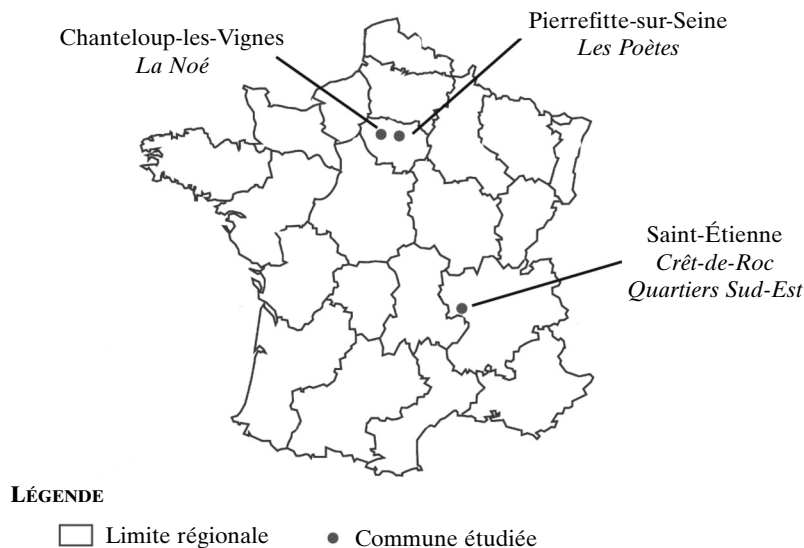 Chanteloup-les-Vignes
La Noé
Pierrefitte-sur-Seine
Les Poètes
Saint-Étienne
Crêt-de-Roc
Quartiers Sud-Est
LÉGENDE
Limite régionale
Commune étudiée